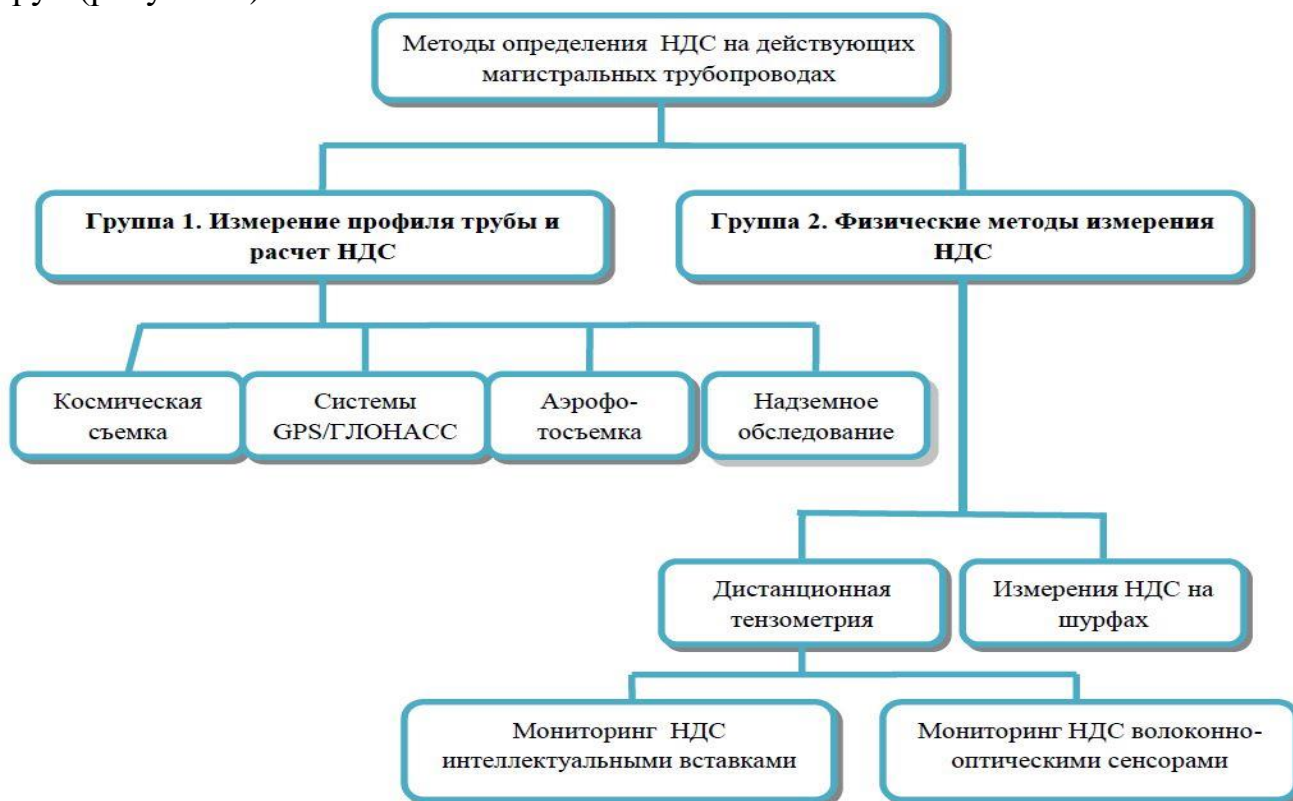 Методы определения НДС на действующих
магистральных трубопроводах
Группа 1. Измерение профиля трубы и
расчет НДС
Группа 2. Физические методы измерения
НДС
Космическая
съемка
Системы
GPS/ГЛОНАСС
Аэрофо-
тосъемка
Надземное
обследование
Дистанционная
тензометрия
Измерения НДС на
шурфах
Мониторинг НДС
интеллектуальными вставками
Мониторинг НДС волоконно-
оптическими сенсорами